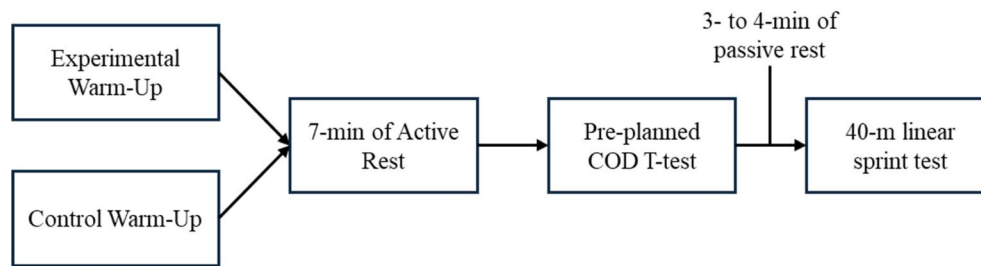 Experimental
Warm-Up
Control Warm-Up
7-min of Active
Rest
Pre-planned
COD T-test
3- to 4-min of
passive rest
40-m linear
sprint test